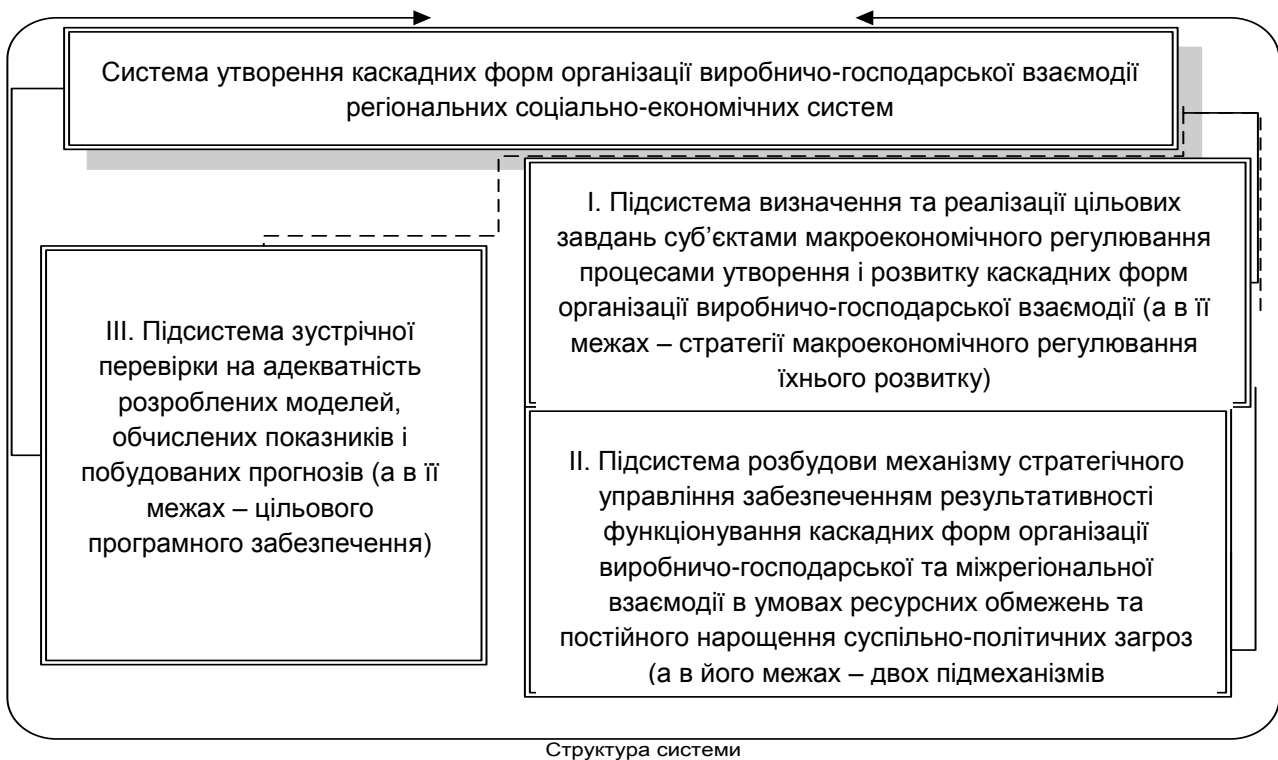 Система утворення каскадних форм організації виробничо-господарської взаємодії
регіональних соціально-економічних систем
І. Підсистема визначення та реалізації цільових
завдань суб’єктами макроекономічного регулювання
процесами утворення і розвитку каскадних форм
організації виробничо-господарської взаємодії (а в її
межах – стратегії макроекономічного регулювання
їхнього розвитку)
ІІ. Підсистема розбудови механізму стратегічного
управління забезпеченням результативності
функціонування каскадних форм організації
виробничо-господарської та міжрегіональної
взаємодії в умовах ресурсних обмежень та
постійного нарощення суспільно-політичних загроз
(а в його межах – двох підмеханізмів
ІІІ. Підсистема зустрічної
перевірки на адекватність
розроблених моделей,
обчислених показників і
побудованих прогнозів (а в її
межах – цільового
програмного забезпечення)
Структура системи